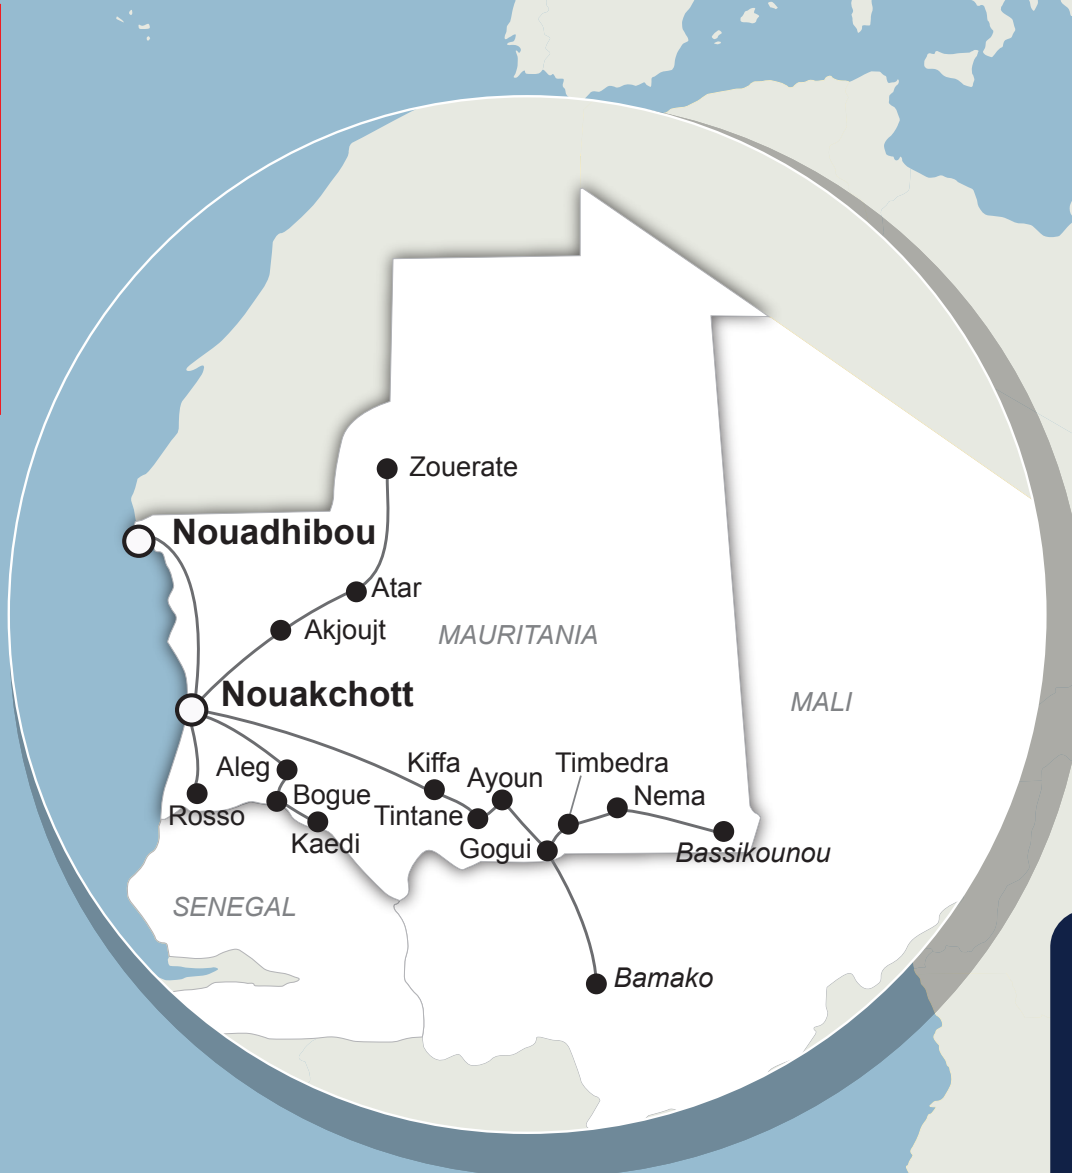 Zouerate
Nouadhibou
Atar
Akjoujt
MAURITANIA
Nouakchott
MALI
Kiffa
Timbedra
Aleg
Ayoun
Bogue
Nema
Rosso
Tintane
Kaedi
Gogui
Bassikounou
SENEGAL
Bamako